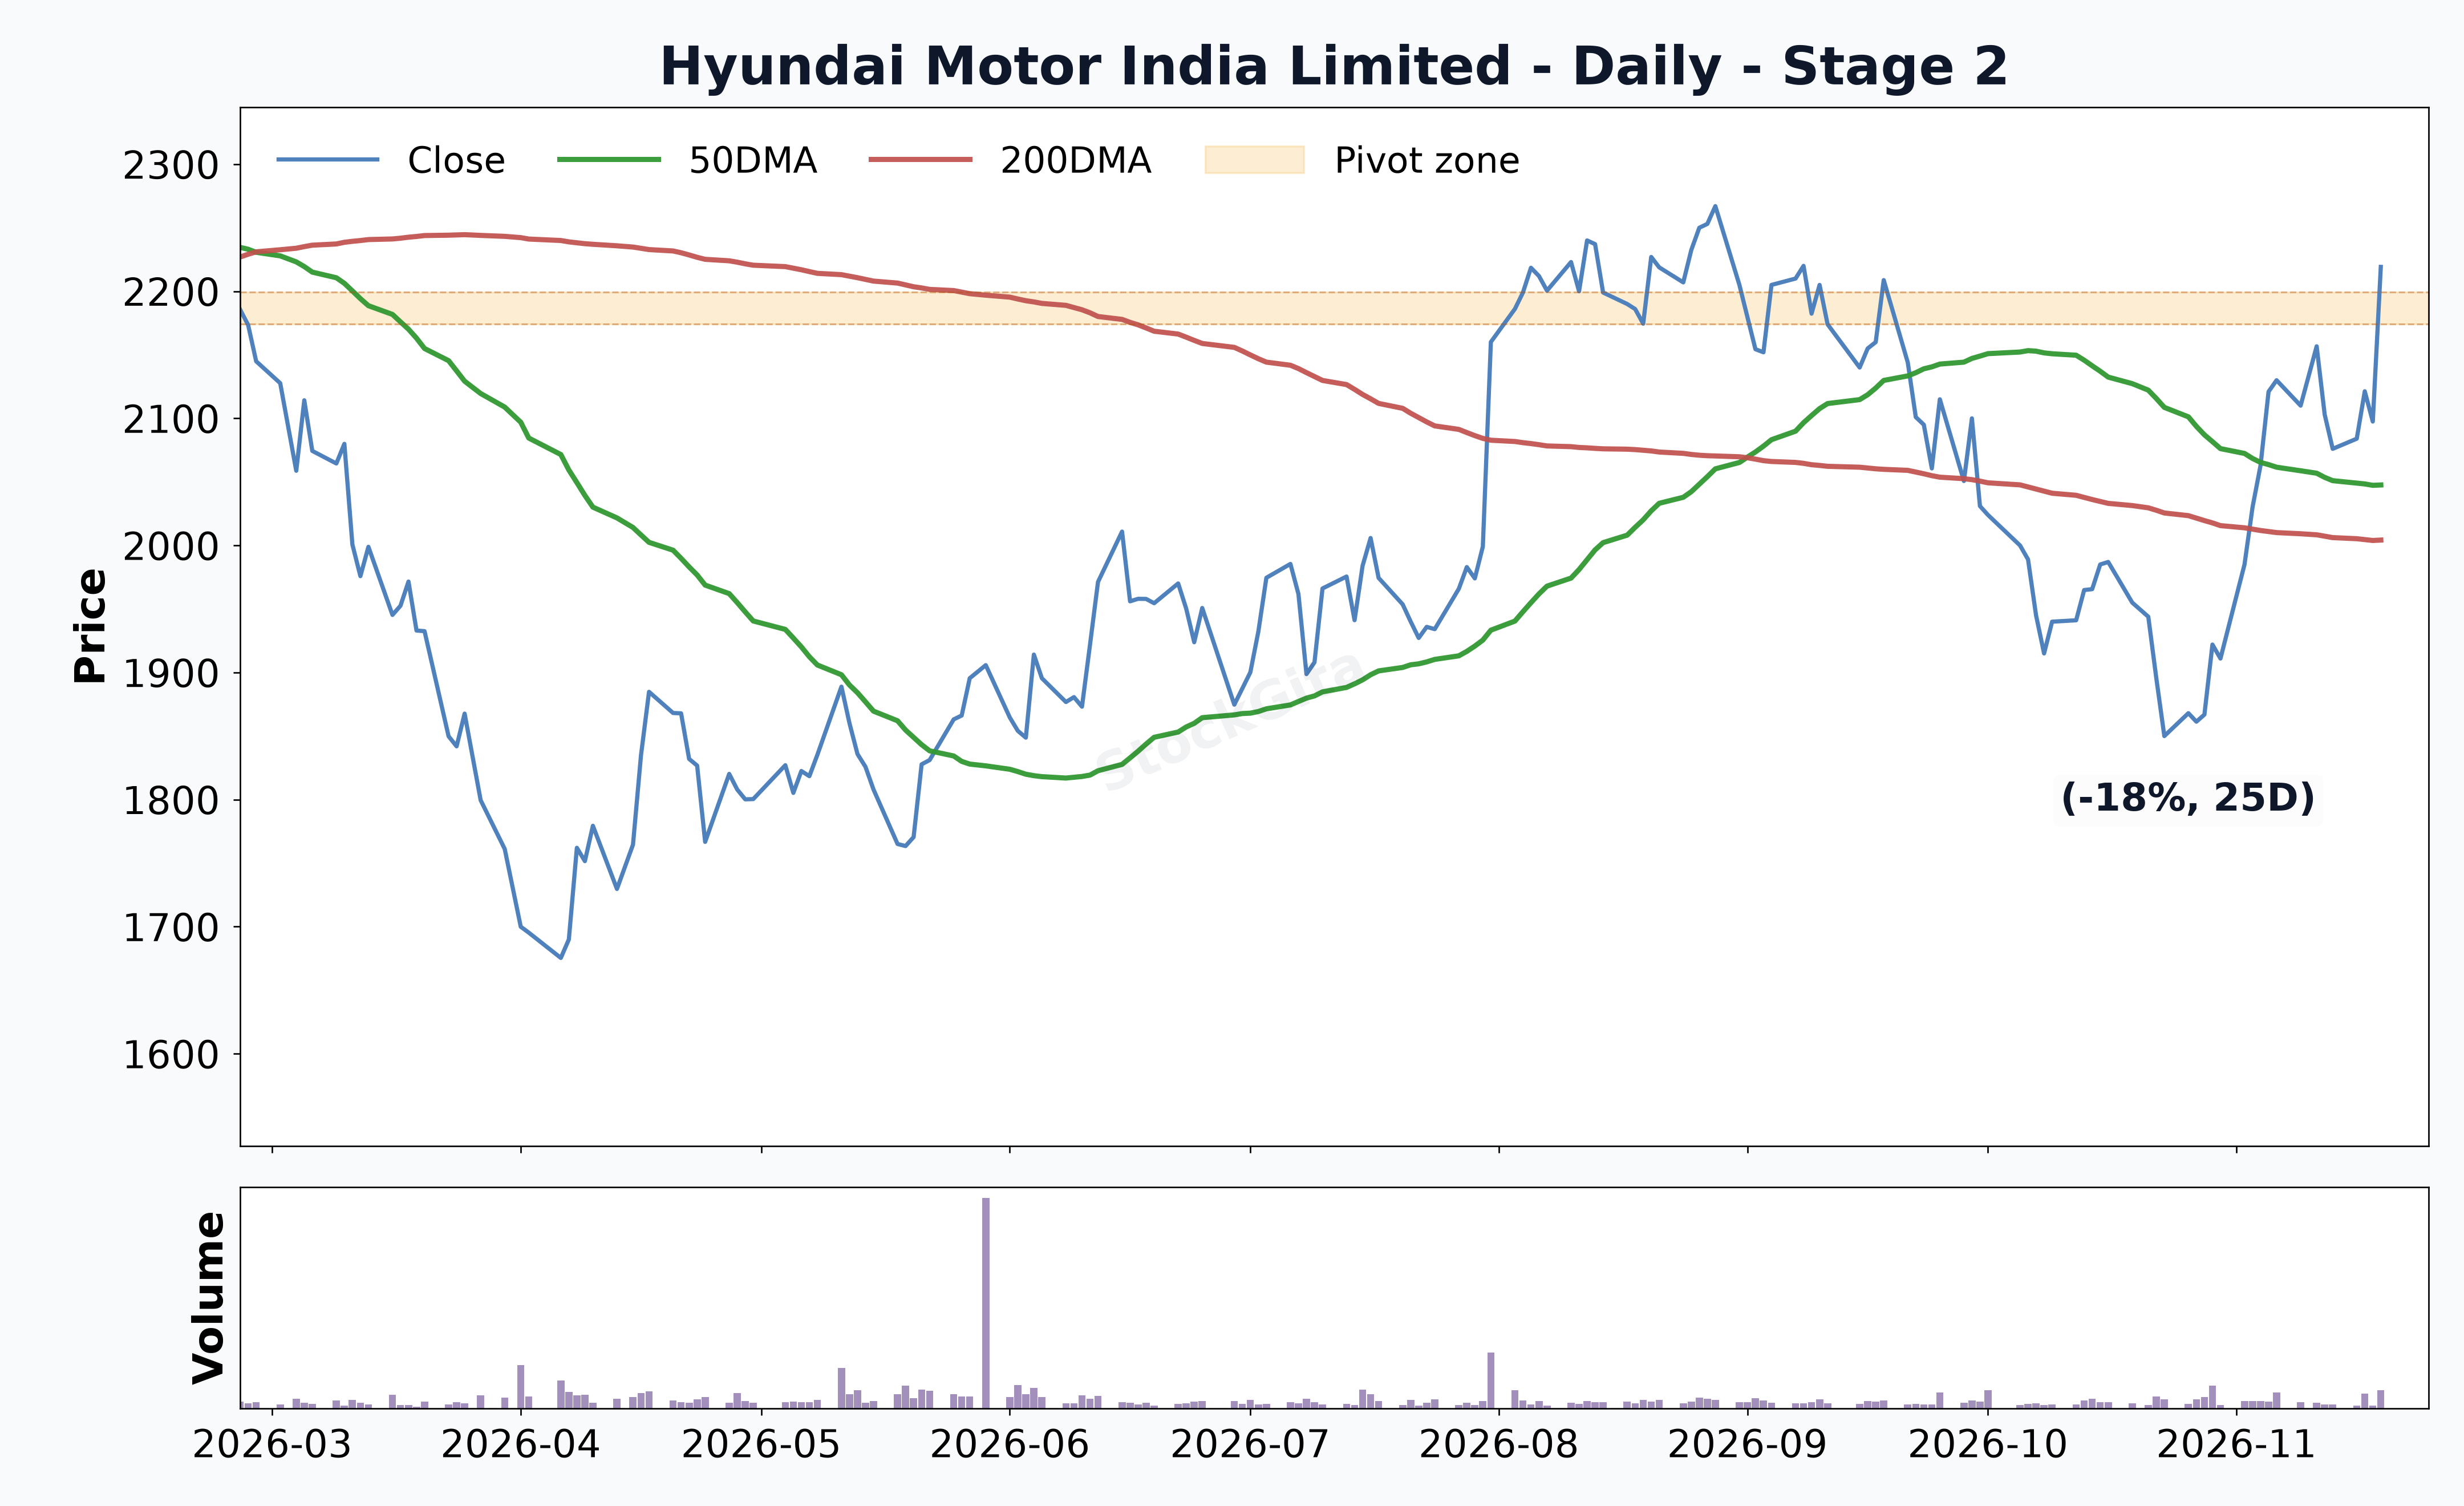 Hyundai Motor India Limited - Daily - Stage 2
Close
50DMA
200DMA
Pivot zone
Price
2300
2200
2100
2000
1900
1800
1700
1600
StockGira
(-18%, 25D)
Volume
2026-03
2026-04
2026-05
2026-06
2026-07
2026-08
2026-09
2026-10
2026-11